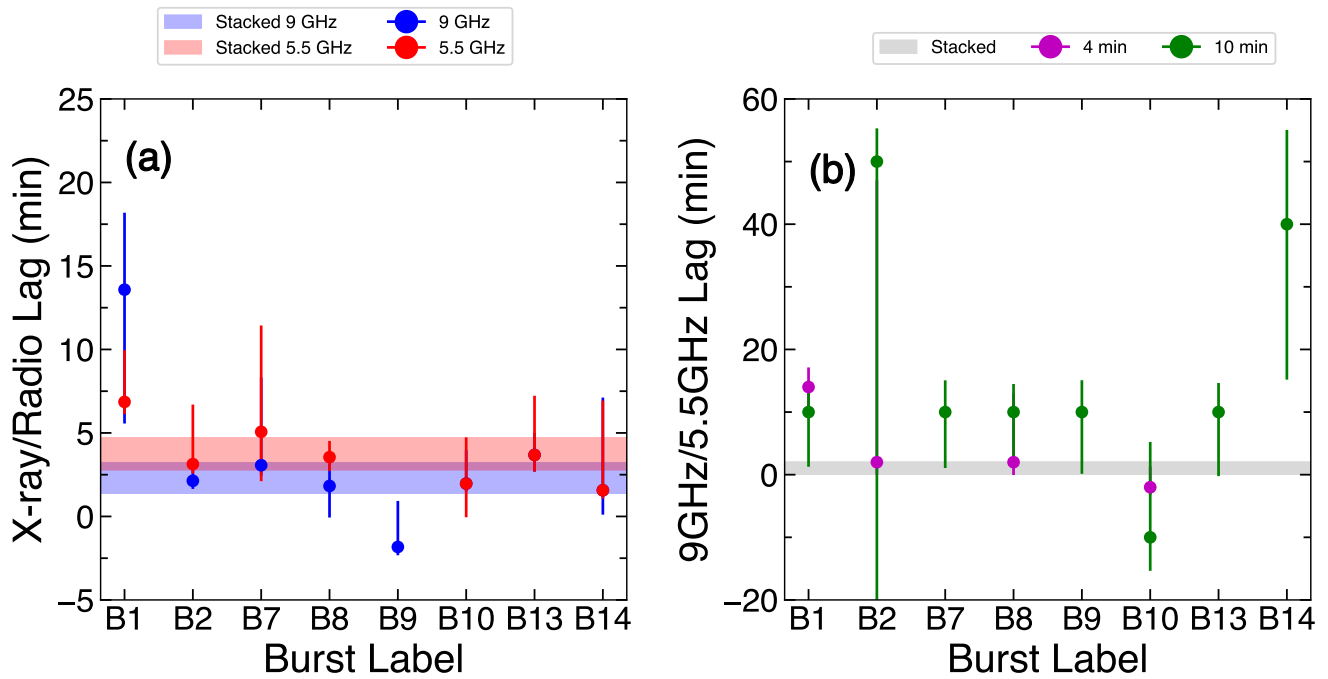 Stacked 9 GHz 9 GHz
Stacked 5.5 GHz 5.5 GHz
Stacked 4 min 10 min
(a)
25
20
15
10
5
0
−5
X-ray/Radio Lag (min)
B1 B2 B7 B8 B9 B10 B13 B14
Burst Label
(b)
60
40
20
0
−20
9GHz/5.5GHz Lag (min)
B1 B2 B7 B8 B9 B10 B13 B14
Burst Label